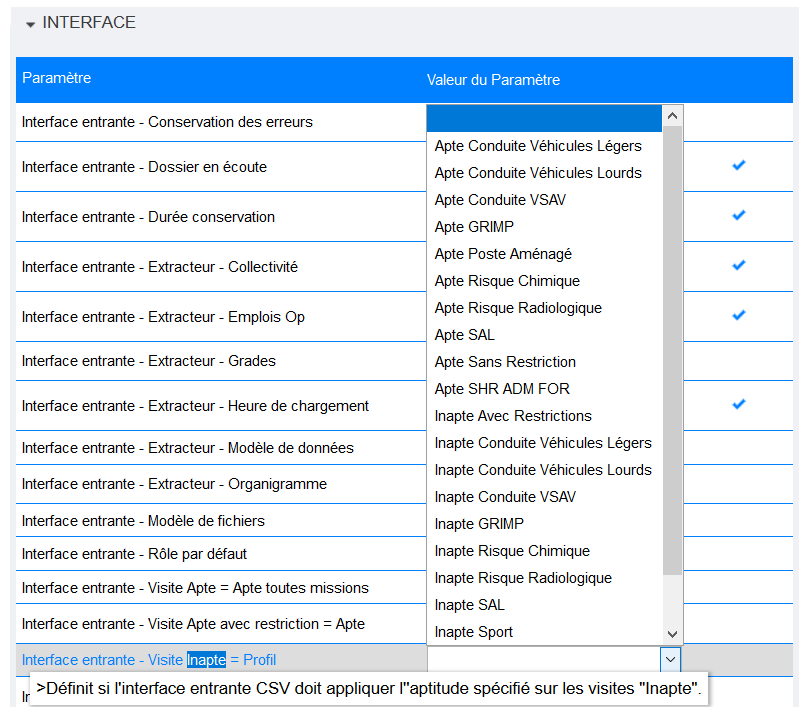 INTERFACE
Paramètre
Valeur du Paramètre
Interface entrante - Conservation des erreurs
Interface entrante - Dossier en écoute
Interface entrante - Durée conservation
Interface entrante - Extracteur - Collectivité
Interface entrante - Extracteur - Emplois Op
Interface entrante - Extracteur - Grades
Interface entrante - Extracteur - Heure de chargement
Interface entrante - Extracteur - Modèle de données
Interface entrante - Extracteur - Organigramme
Interface entrante - Modèle de fichiers
Interface entrante - Rôle par défaut
Interface entrante - Visite Apte = Apte toutes missions
Interface entrante - Visite Apte avec restriction = Apte
Interface entrante - Visite Inapte = Profil
Apte Conduite Véhicules Légers
Apte Conduite Véhicules Lourds
Apte Conduite VSAV
Apte GRIMP
Apte Poste Aménagé
Apte Risque Chimique
Apte Risque Radiologique
Apte SAL
Apte Sans Restriction
Apte SHR ADM FOR
Inapte Avec Restrictions
Inapte Conduite Véhicules Légers
Inapte Conduite Véhicules Lourds
Inapte Conduite VSAV
Inapte GRIMP
Inapte Risque Chimique
Inapte Risque Radiologique
Inapte SAL
Inapte Sport
>Définit si l'interface entrante CSV doit appliquer l''aptitude spécifié sur les visites "Inapte".